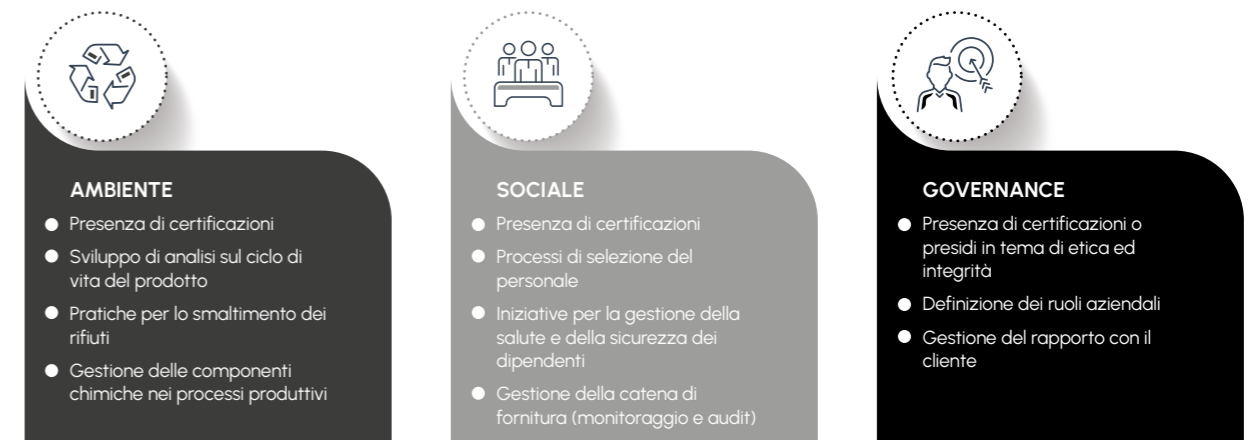 AMBIENTE
Presenza di certificazioni
Sviluppo di analisi sul ciclo di
vita del prodotto
Pratiche per lo smaltimento dei
rifiuti
Gestione delle componenti
chimiche nei processi produttivi
SOCIALE
Presenza di certificazioni
Processi di selezione del
personale
Iniziative per la gestione della
salute e della sicurezza dei
dipendenti
Gestione della catena di
fornitura (monitoraggio e audit)
GOVERNANCE
Presenza di certificazioni o
presidi in tema di etica ed
integrità
Definizione dei ruoli aziendali
Gestione del rapporto con il
cliente